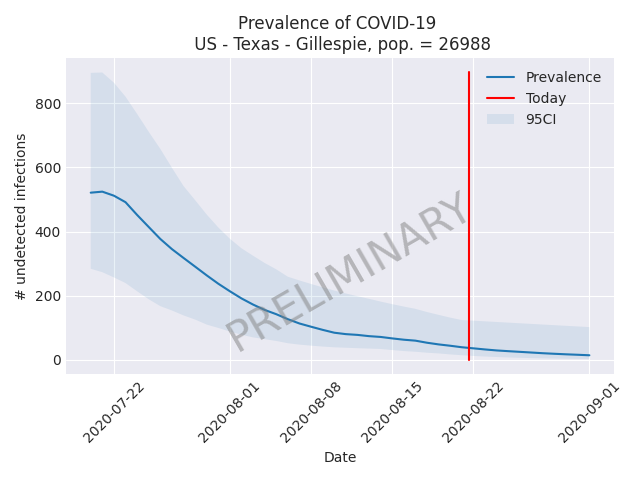 Prevalence of COVID-19
US - Texas - Gillespie, pop. = 26988
Prevalence
Today
95CI
# undetected infections
800
600
400
200
0
PRELIMINARY
2020-07-22
2020-08-01
2020-08-08
2020-08-15
2020-08-22
2020-09-01
Date